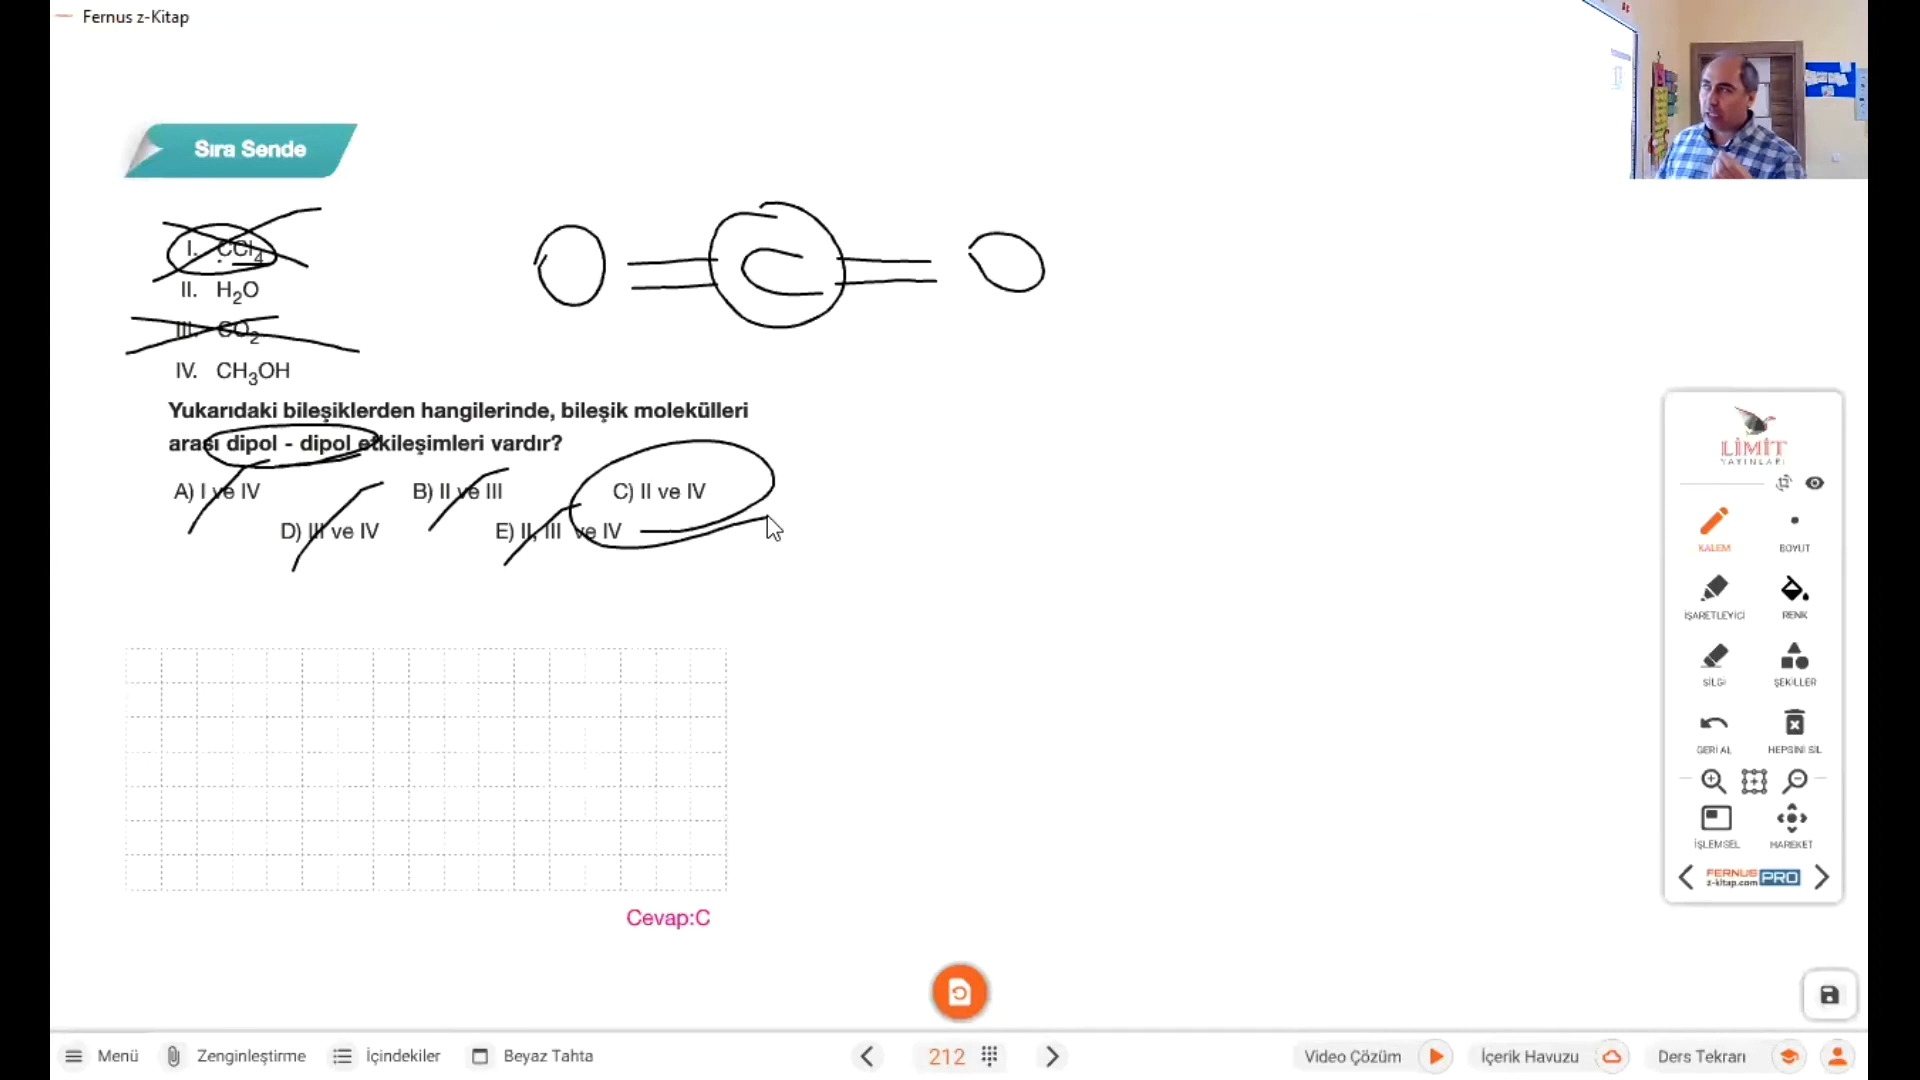 Fernus z-Kitap
Sıra Sende
I. CCl4
II. H2O
III. CO2
IV. CH3OH
O = C = O
Yukarıdaki bileşiklerden hangilerinde, bileşik molekülleri
arası dipol - dipol etkileşimleri vardır?
A) I ve IV B) II ve III C) II ve IV
D) III ve IV E) II, III ve IV
Cevap:C
LİMİT
YAYINLARI
KALEM BOYUT
İŞARETLEYİCİ RENK
SİLGİ ŞEKİLLER
GERİ AL HEPSİNİ SİL
İŞLEMSEL HAREKET
FERNUS
z-kitap.com PRO
Menü Zenginleştirme İçindekiler Beyaz Tahta 212 Video Çözüm İçerik Havuzu Ders Tekrarı